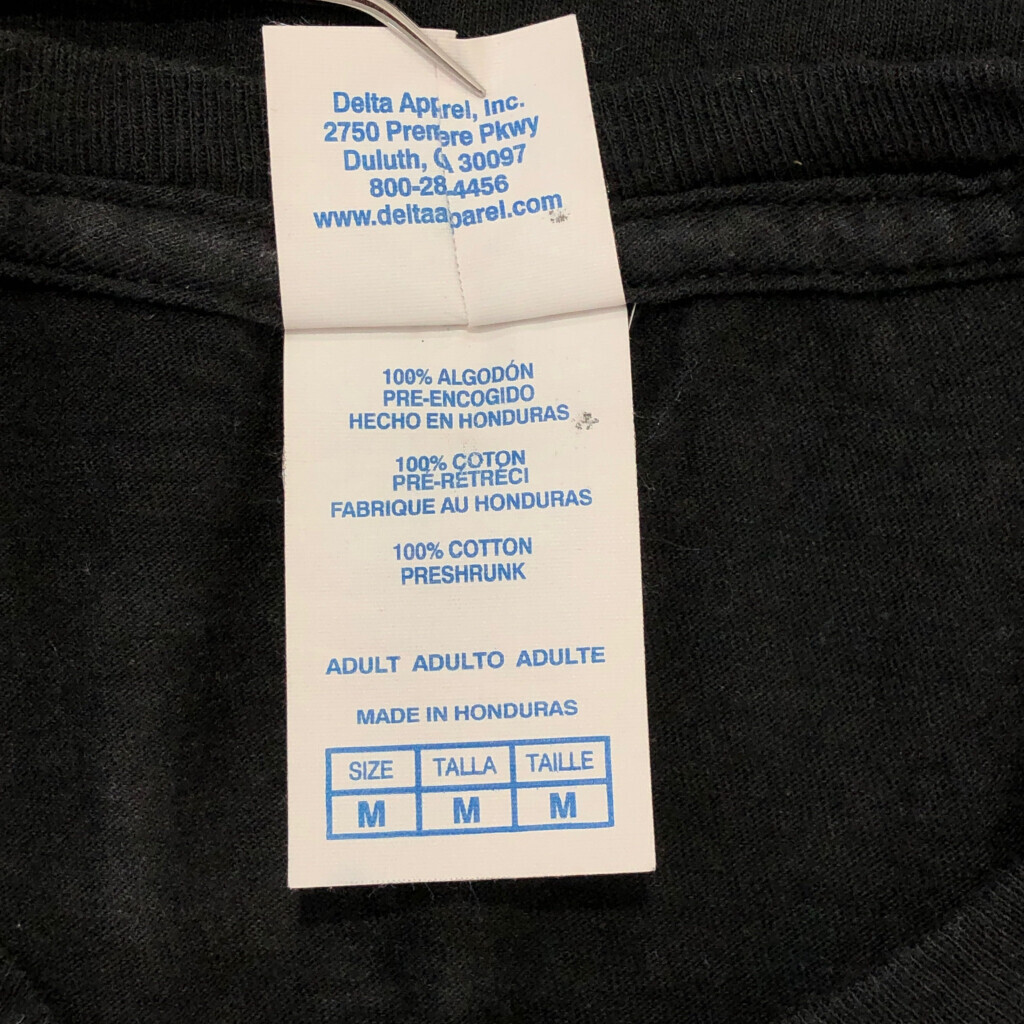 Delta Apparel, Inc.
2750 Premiere Pkwy
Duluth, GA 30097
800-28 4456
www.deltaapparel.com
100% ALGODÓN
PRE-ENCOGIDO
HECHO EN HONDURAS
100% COTON
PRÉ-RÉTRÉCI
FABRIQUE AU HONDURAS
100% COTTON
PRESHRUNK
ADULT ADULTO ADULTE
MADE IN HONDURAS
SIZE TALLA TAILLE
M M M